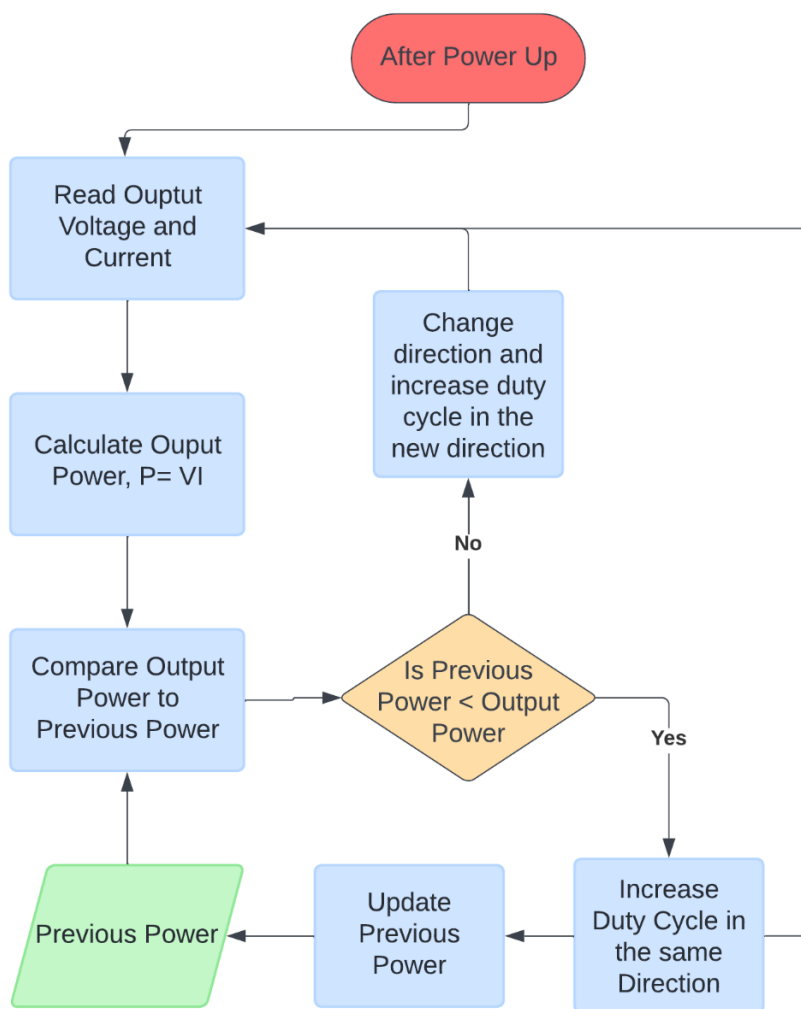 After Power Up
Read Ouptut
Voltage and
Current
Change
direction and
increase duty
cycle in the
new direction
Calculate Ouput
Power, P= VI
No
Compare Output
Power to
Previous Power
Is Previous
Power < Output
Power
Yes
Previous Power
Update
Previous
Power
Increase
Duty Cycle in
the same
Direction